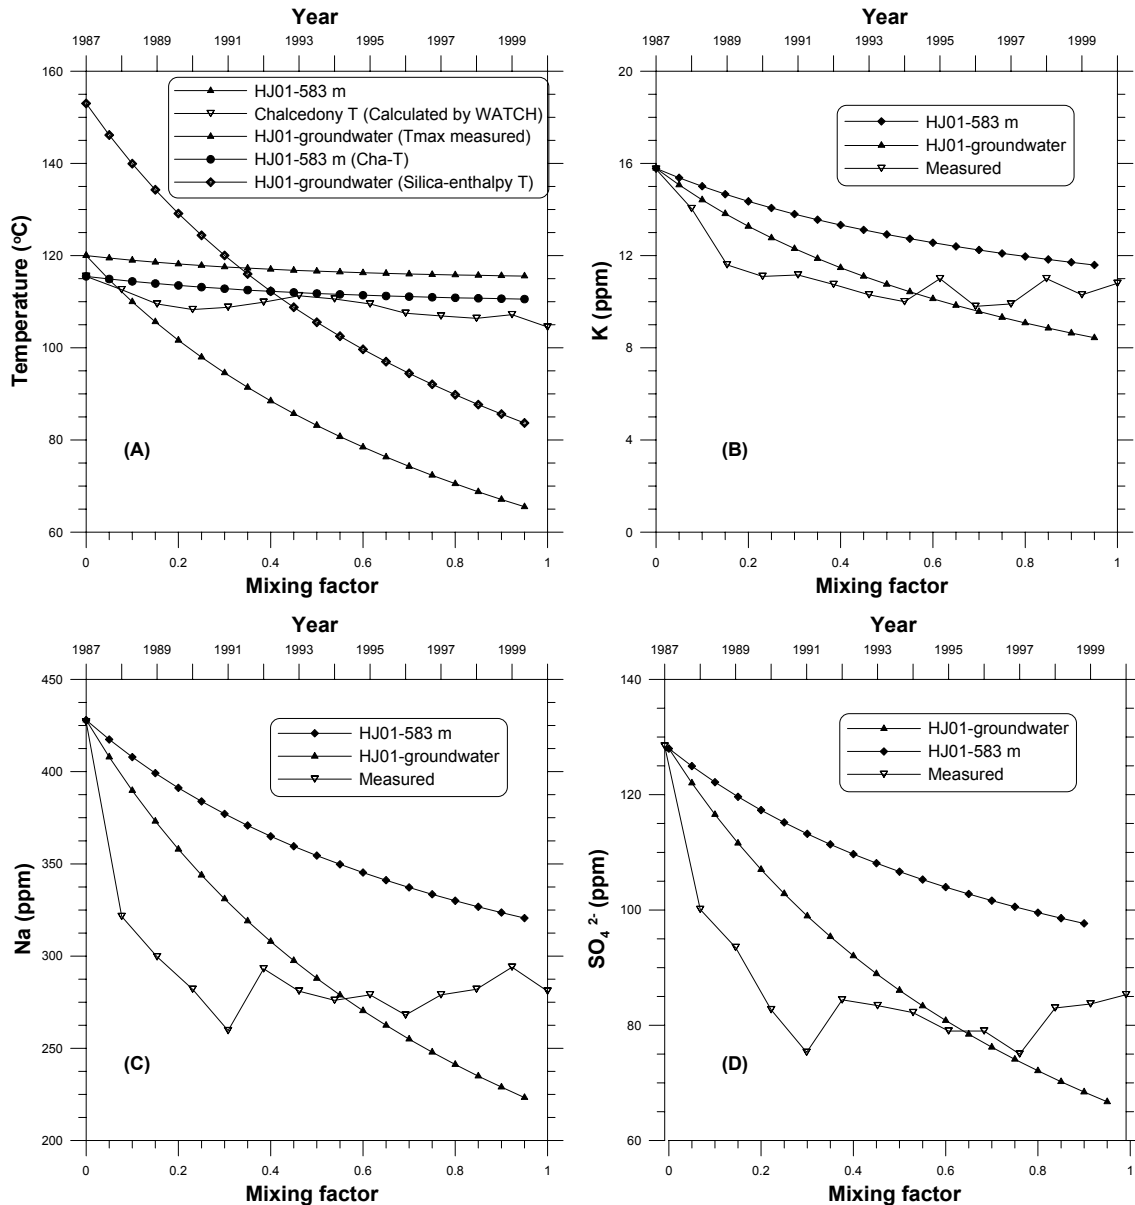 Year
1987 1989 1991 1993 1995 1997 1999
160
140
120
100
80
60
Temperature (°C)
HJ01-583 m
Chalcedony T (Calculated by WATCH)
HJ01-groundwater (Tmax measured)
HJ01-583 m (Cha-T)
HJ01-groundwater (Silica-enthalpy T)
(A)
0 0.2 0.4 0.6 0.8 1
Mixing factor
Year
1987 1989 1991 1993 1995 1997 1999
20
16
12
8
4
0
K (ppm)
HJ01-583 m
HJ01-groundwater
Measured
(B)
0 0.2 0.4 0.6 0.8 1
Mixing factor
Year
1987 1989 1991 1993 1995 1997 1999
450
400
350
300
250
200
Na (ppm)
HJ01-583 m
HJ01-groundwater
Measured
(C)
0 0.2 0.4 0.6 0.8 1
Mixing factor
Year
1987 1989 1991 1993 1995 1997 1999
140
120
100
80
60
SO4 2- (ppm)
HJ01-groundwater
HJ01-583 m
Measured
(D)
0 0.2 0.4 0.6 0.8 1
Mixing factor